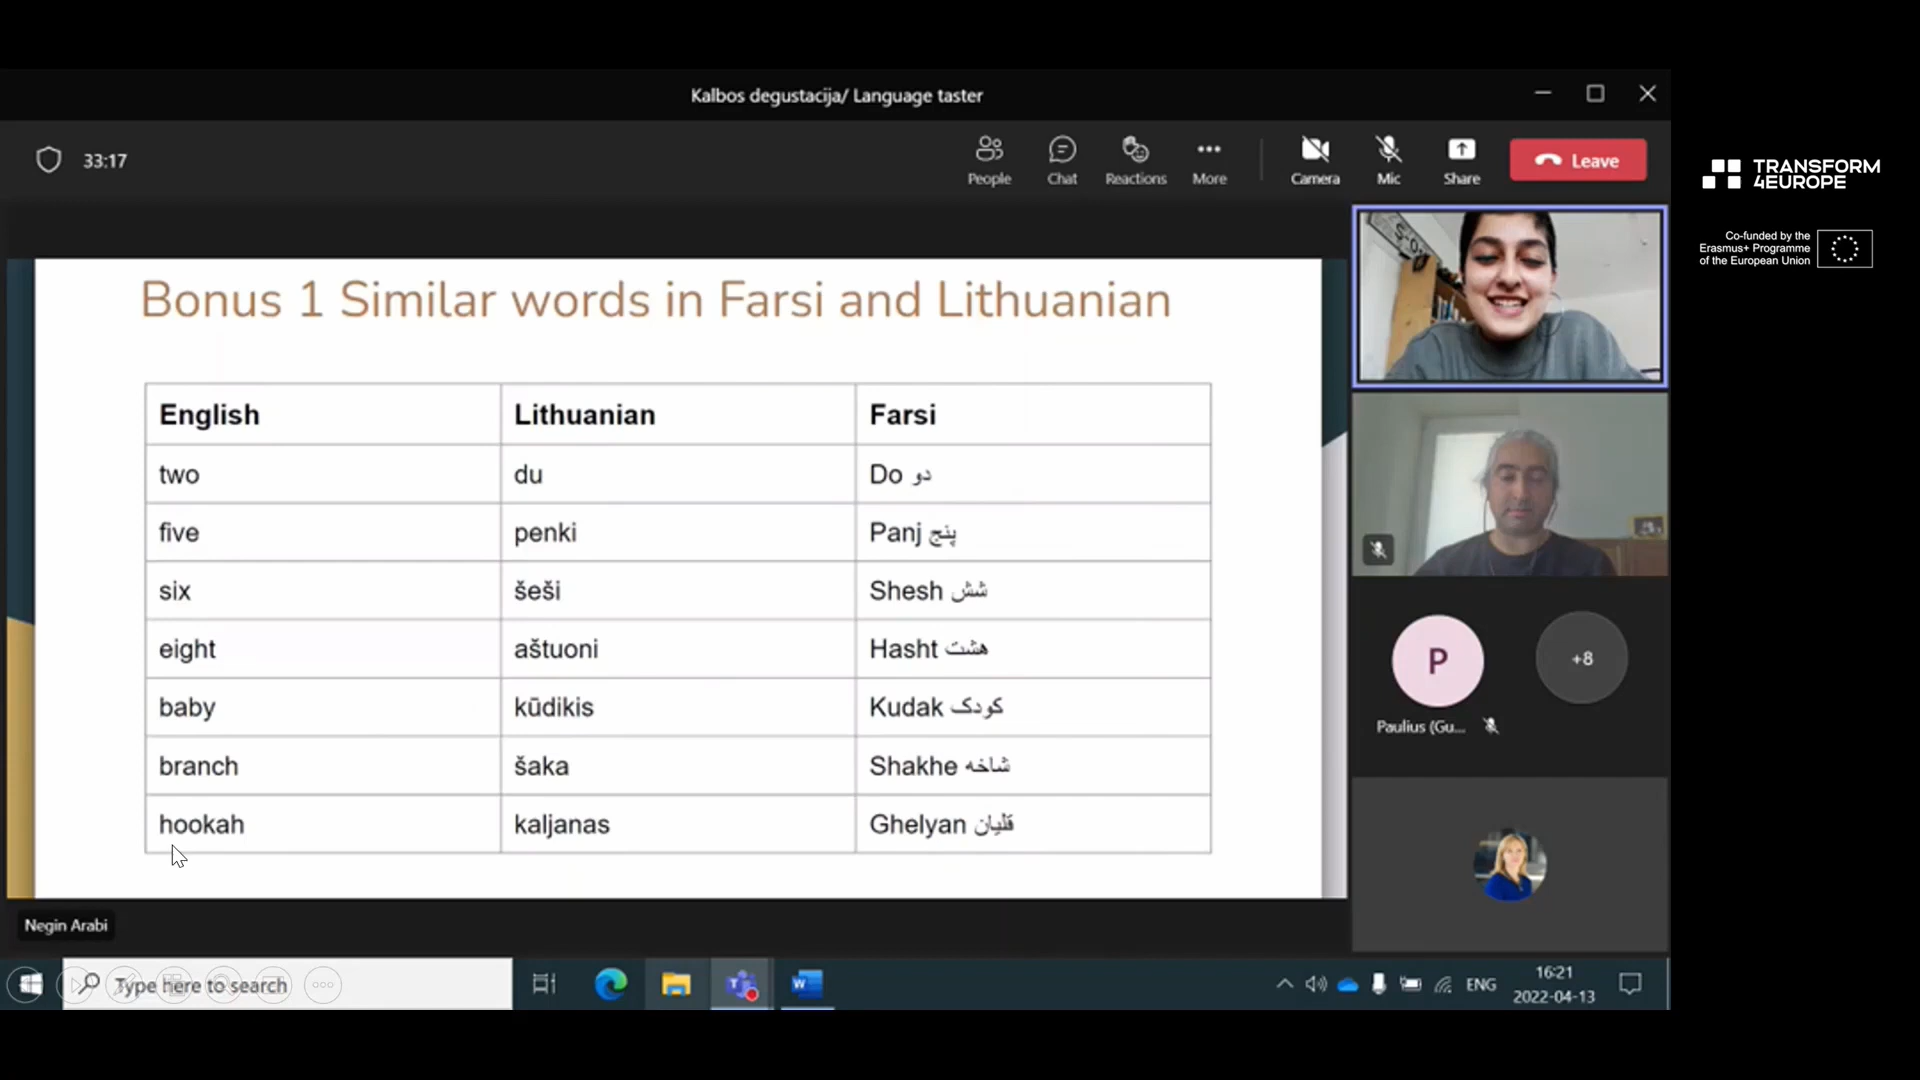 Kalbos degustacija/ Language taster
33:17
People
Chat
Reactions
More
Camera
Mic
Share
Leave
TRANSFORM
4EUROPE
Co-funded by the
Erasmus+ Programme
of the European Union
Bonus 1 Similar words in Farsi and Lithuanian
English Lithuanian Farsi
two du Do دو
five penki Panj پنج
six šeši Shesh شش
eight aštuoni Hasht هشت
baby kūdikis Kudak کودک
branch šaka Shakhe شاخه
hookah kaljanas Ghelyan قلیان
P
+8
Paulius (Gu...
Negin Arabi
Type here to search
ENG
16:21
2022-04-13